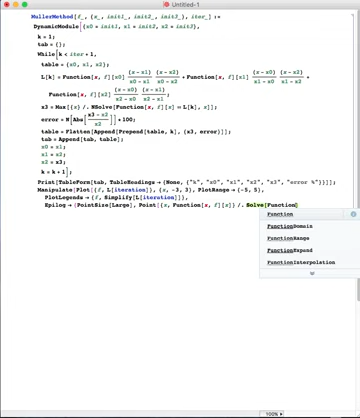 Untitled-1
MullerMethod[f_, {x_, init1_, init2_, init3_}, iter_] :=
DynamicModule[{x0 = init1, x1 = init2, x2 = init3},
k = 1;
tab = {};
While[k < iter + 1,
table = {x0, x1, x2};
L[k] = Function[x, f][x0] (x-x1)/(x0-x1) (x-x2)/(x0-x2) + Function[x, f][x1] (x-x0)/(x1-x0) (x-x2)/(x1-x2) +
Function[x, f][x2] (x-x0)/(x2-x0) (x-x1)/(x2-x1);
x3 = Max[{x} /. NSolve[Function[x, f][x] == L[k], x]];
error = N[Abs[(x3-x2)/x2]] * 100;
table = Flatten[Append[Prepend[table, k], {x3, error}]];
tab = Append[tab, table];
x0 = x1;
x1 = x2;
x2 = x3;
k = k + 1];
Print[TableForm[tab, TableHeadings → {None, {"k", "x0", "x1", "x2", "x3", "error %"}}]];
Manipulate[Plot[{f, L[iteration]}, {x, -3, 3}, PlotRange → {-5, 5},
PlotLegends → {f, Simplify[L[iteration]]},
Epilog → {PointSize[Large], Point[{x, Function[x, f][x]} /. Solve[Function]
Function
FunctionDomain
FunctionRange
FunctionExpand
FunctionInterpolation
100%